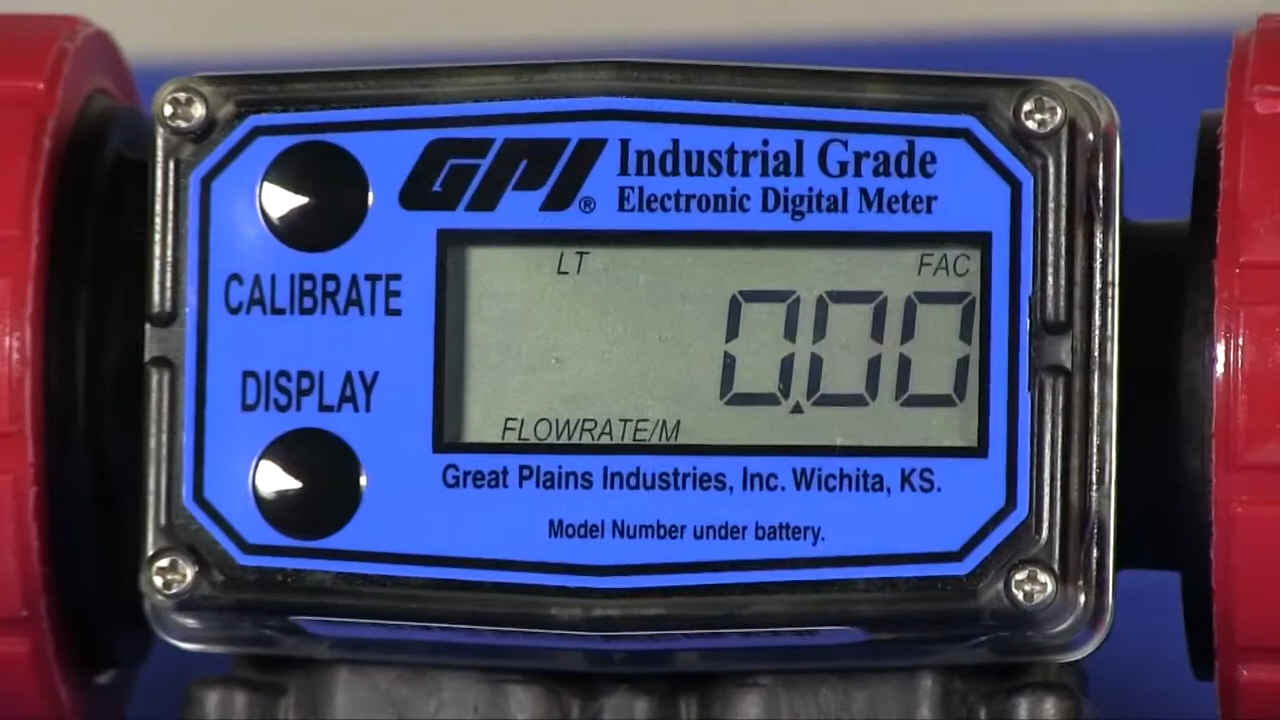 GPI® Industrial Grade
Electronic Digital Meter
CALIBRATE
DISPLAY
LT FAC
0.00
FLOWRATE/M
Great Plains Industries, Inc. Wichita, KS.
Model Number under battery.